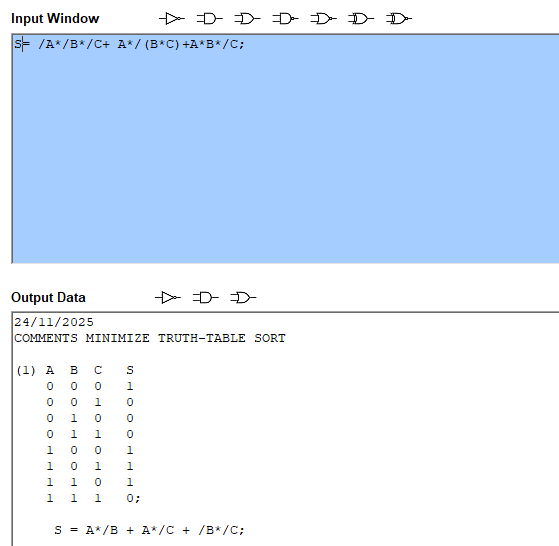 Input Window
S= /A*/B*/C+ A*/(B*C)+A*B*/C;
Output Data
24/11/2025
COMMENTS MINIMIZE TRUTH-TABLE SORT
(1) A B C S
0 0 0 1
0 0 1 0
0 1 0 0
0 1 1 0
1 0 0 1
1 0 1 1
1 1 0 1
1 1 1 0;
S = A*/B + A*/C + /B*/C;